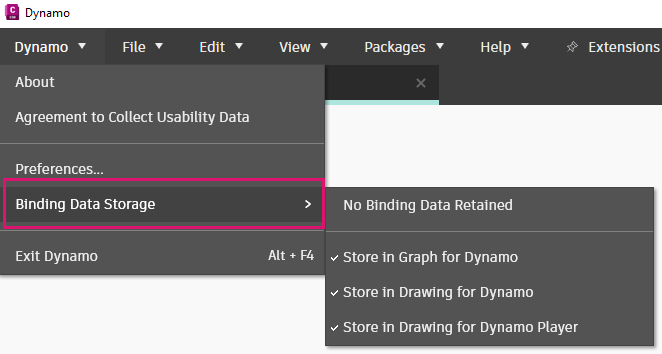 Dynamo
Dynamo File Edit View Packages Help Extensions
About
Agreement to Collect Usability Data
Preferences...
Binding Data Storage
Exit Dynamo Alt + F4
No Binding Data Retained
Store in Graph for Dynamo
Store in Drawing for Dynamo
Store in Drawing for Dynamo Player